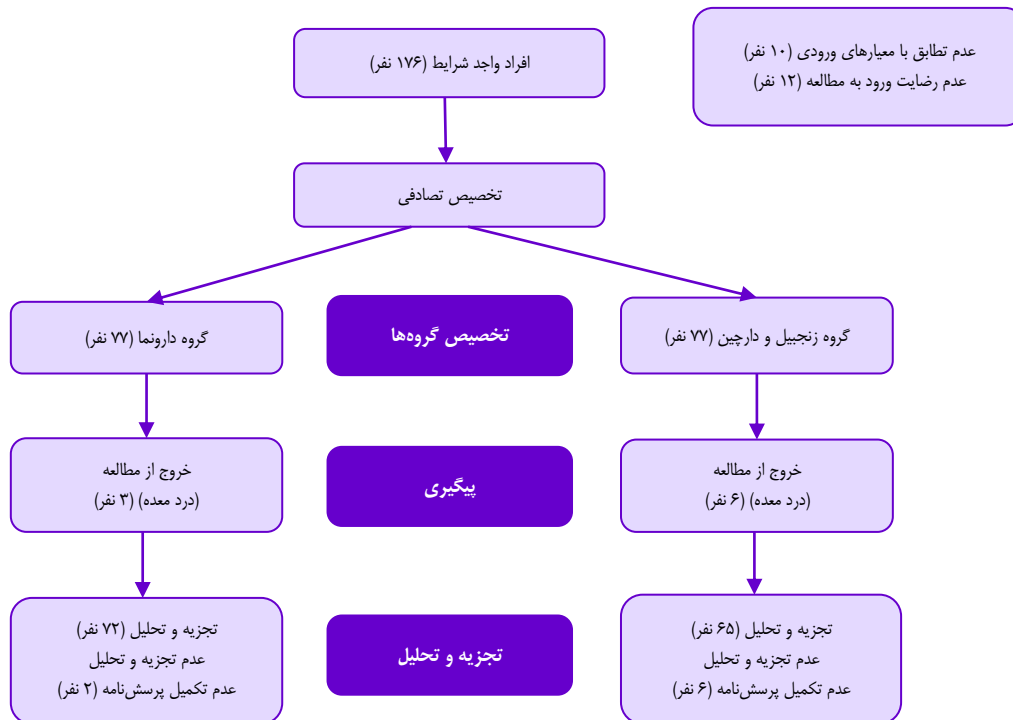 افراد واجد شرایط (۱۷۶ نفر)
عدم تطابق با معیارهای ورودی (۱۰ نفر)
عدم رضایت ورود به مطالعه (۱۲ نفر)
تخصیص تصادفی
گروه زنجبیل و دارچین (۷۷ نفر)
تخصیص گروه‌ها
گروه دارونما (۷۷ نفر)
خروج از مطالعه
(درد معده) (۶ نفر)
پیگیری
خروج از مطالعه
(درد معده) (۳ نفر)
تجزیه و تحلیل (۶۵ نفر)
عدم تجزیه و تحلیل
عدم تکمیل پرسش‌نامه (۶ نفر)
تجزیه و تحلیل
تجزیه و تحلیل (۷۲ نفر)
عدم تجزیه و تحلیل
عدم تکمیل پرسش‌نامه (۲ نفر)